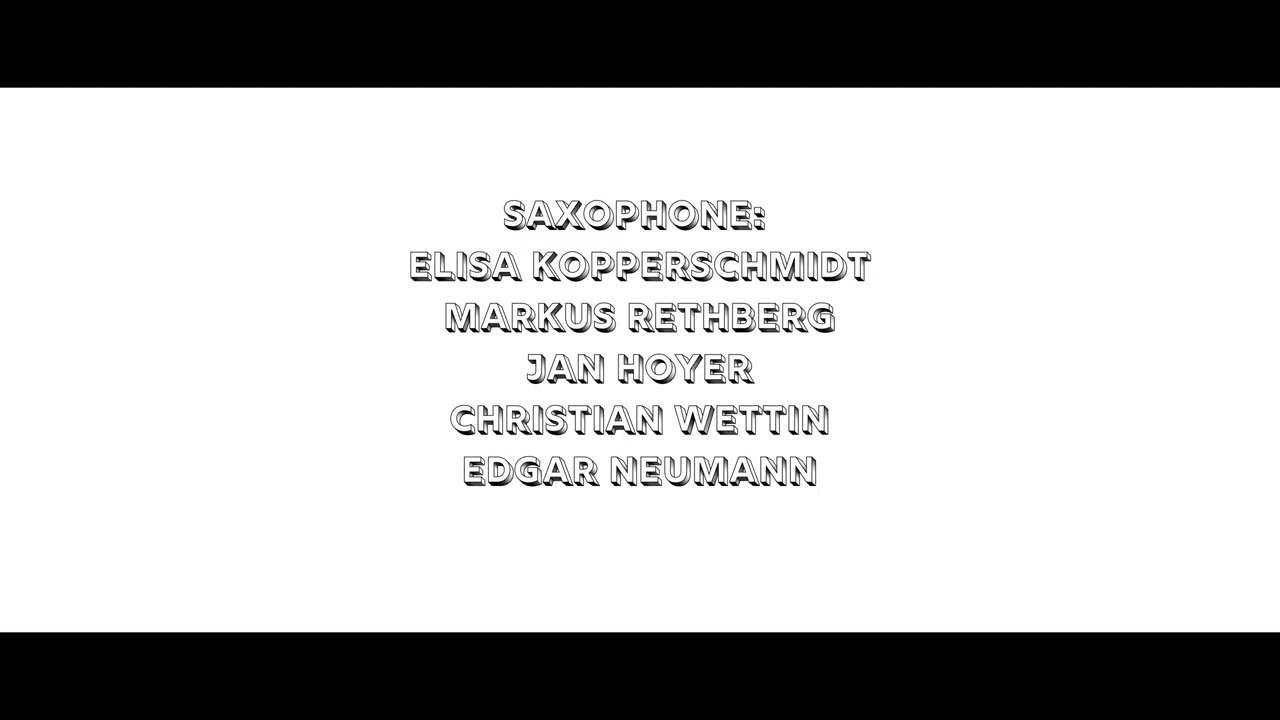 SAXOPHONE:
ELISA KOPPERSCHMIDT
MARKUS RETHBERG
JAN HOYER
CHRISTIAN WETTIN
EDGAR NEUMANN